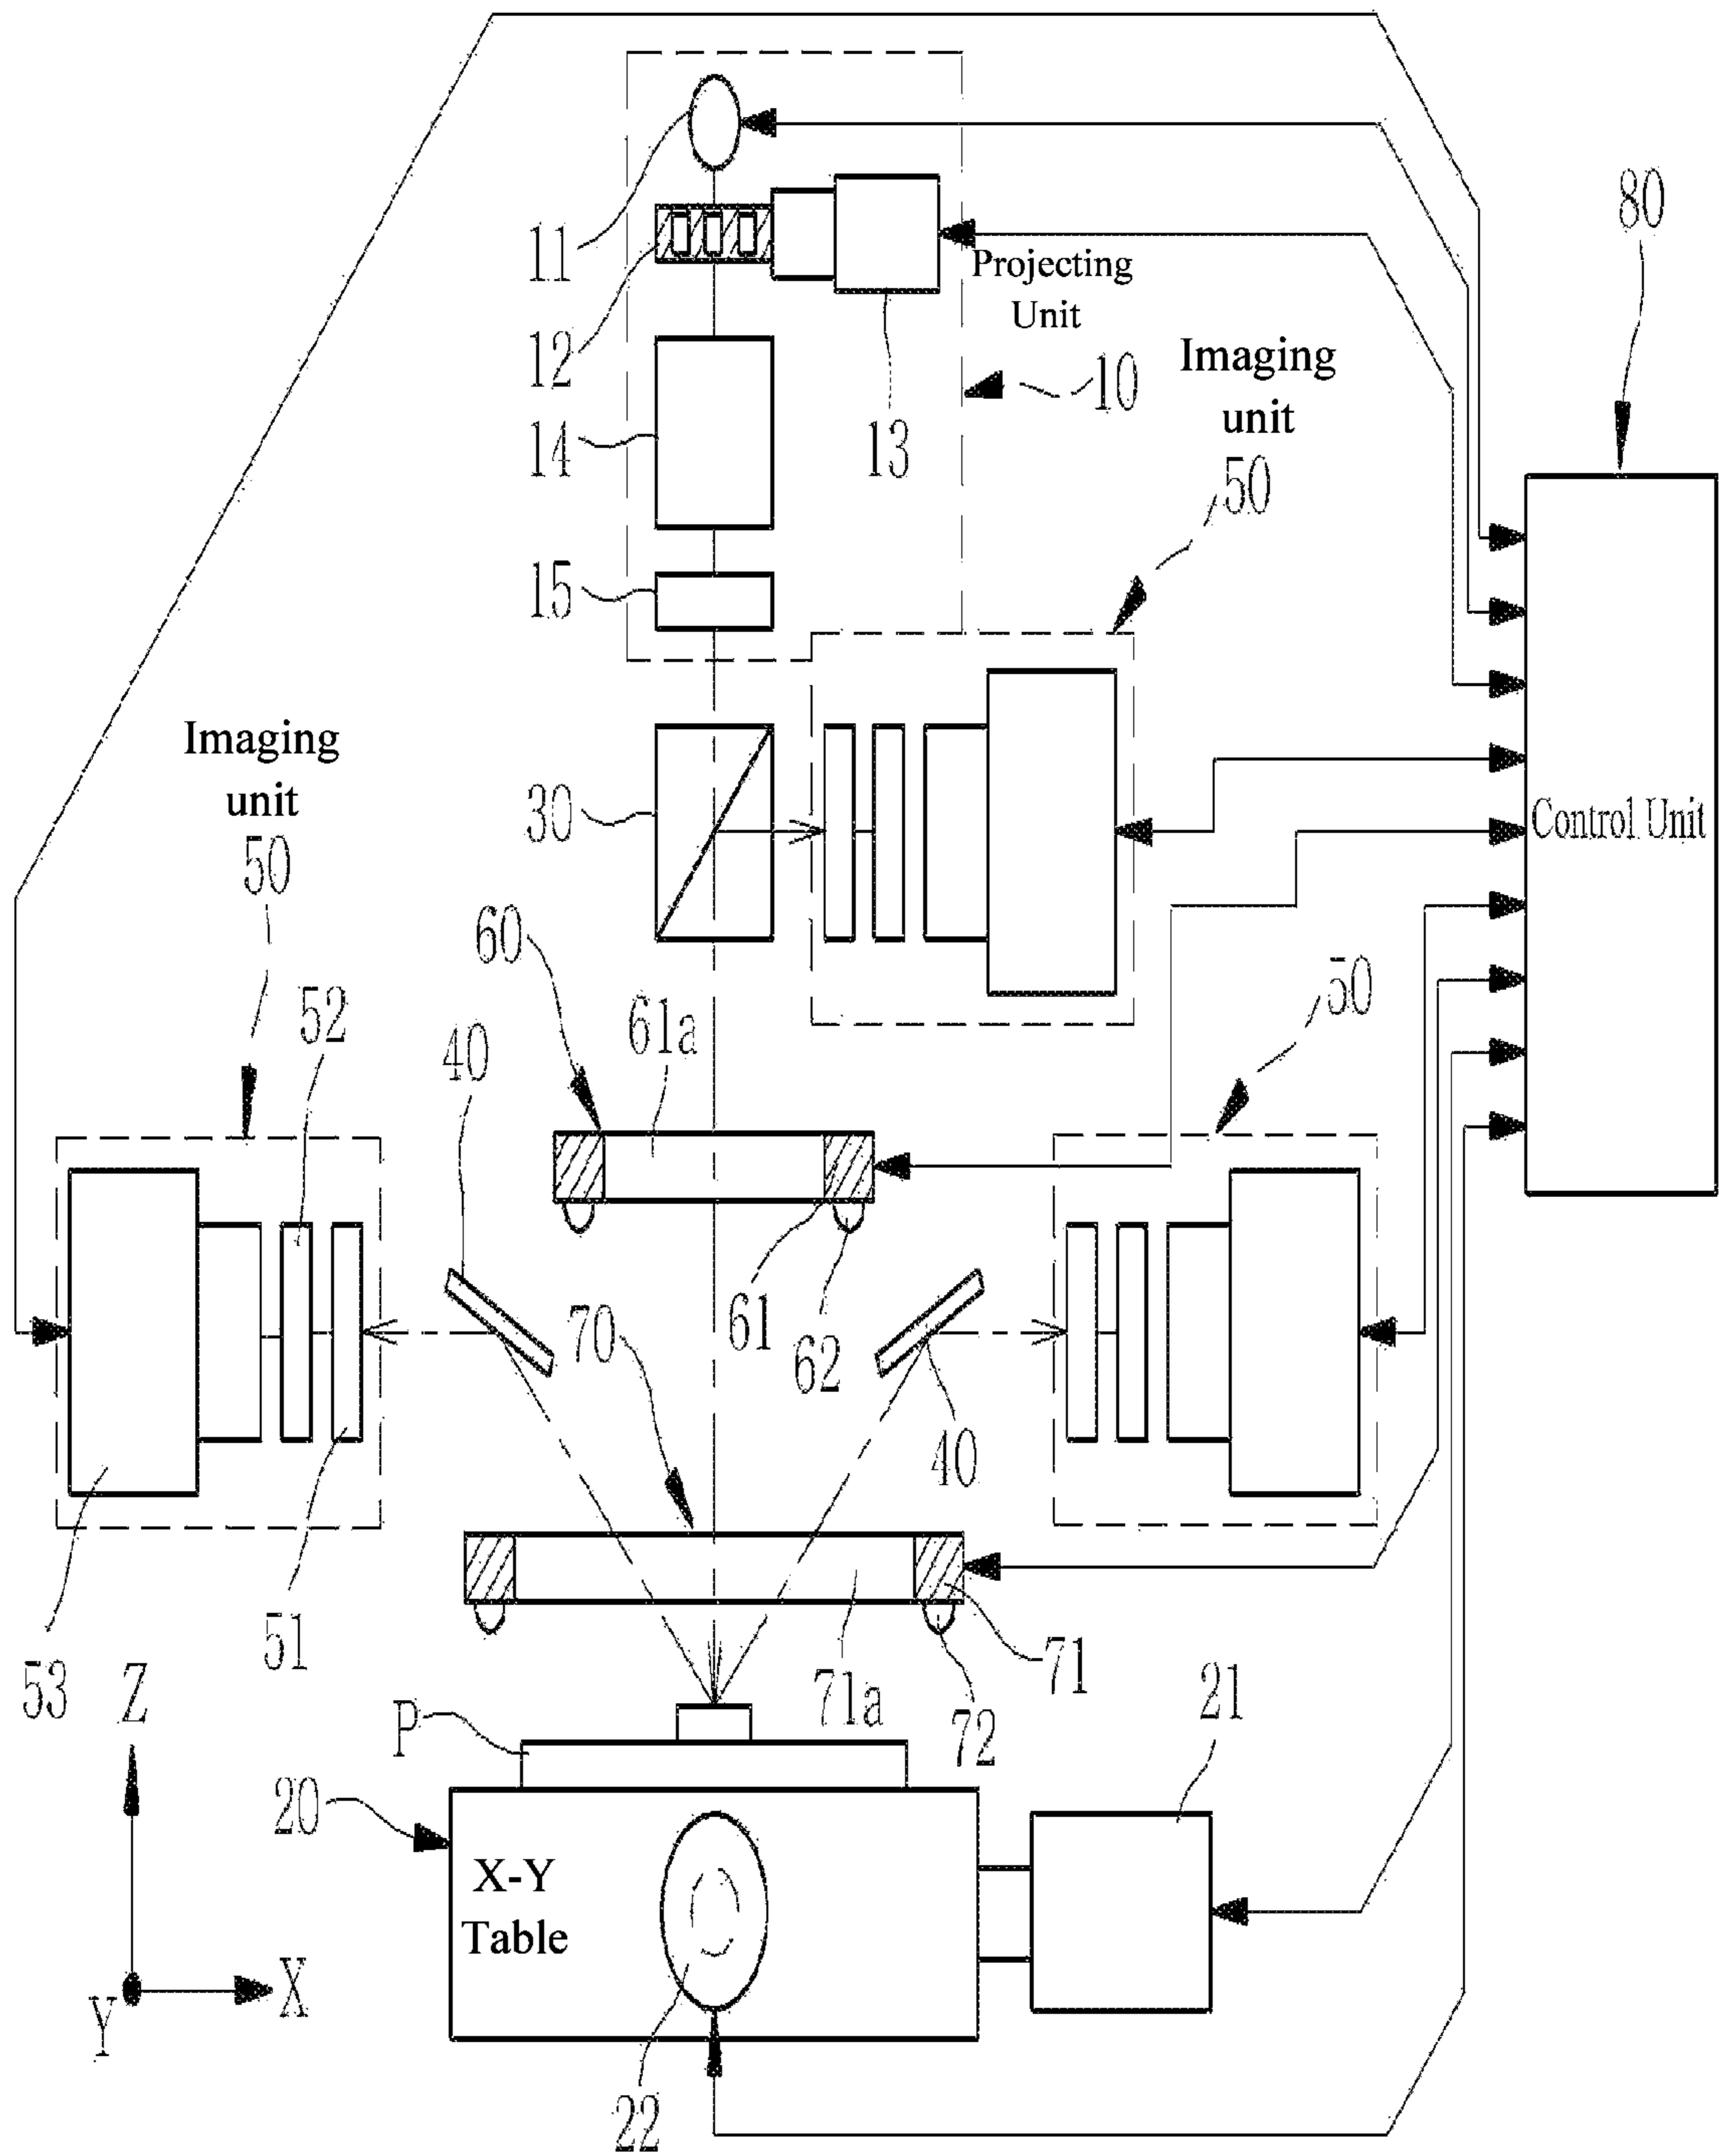 80
11
Projecting
Unit
12
10
Imaging
unit
13
14
50
15
Imaging
unit
30
Control Unit
50
60
52
61a
50
40
61
62
70
40
51
53
Z
71
71a
72
21
P
20
X-Y
Table
X
Y
22